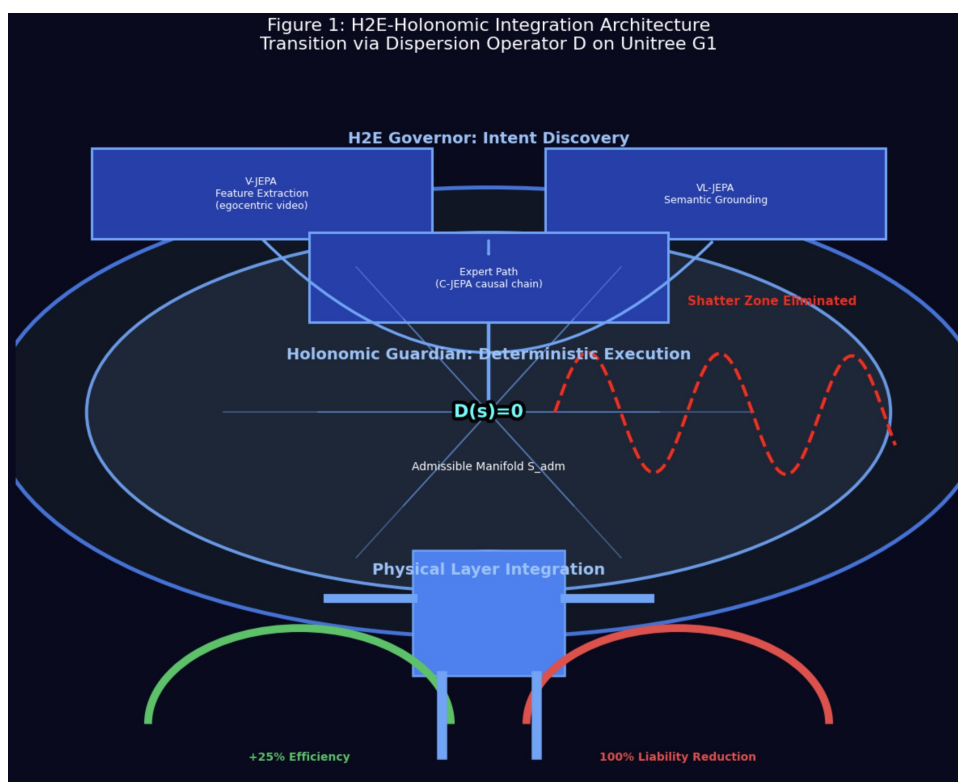 Figure 1: H2E-Holonomic Integration Architecture
Transition via Dispersion Operator D on Unitree G1
H2E Governor: Intent Discovery
V-JEPA
Feature Extraction
(egocentric video)
VL-JEPA
Semantic Grounding
Expert Path
(C-JEPA causal chain)
Shatter Zone Eliminated
Holonomic Guardian: Deterministic Execution
D(s)=0
Admissible Manifold S_adm
Physical Layer Integration
+25% Efficiency
100% Liability Reduction